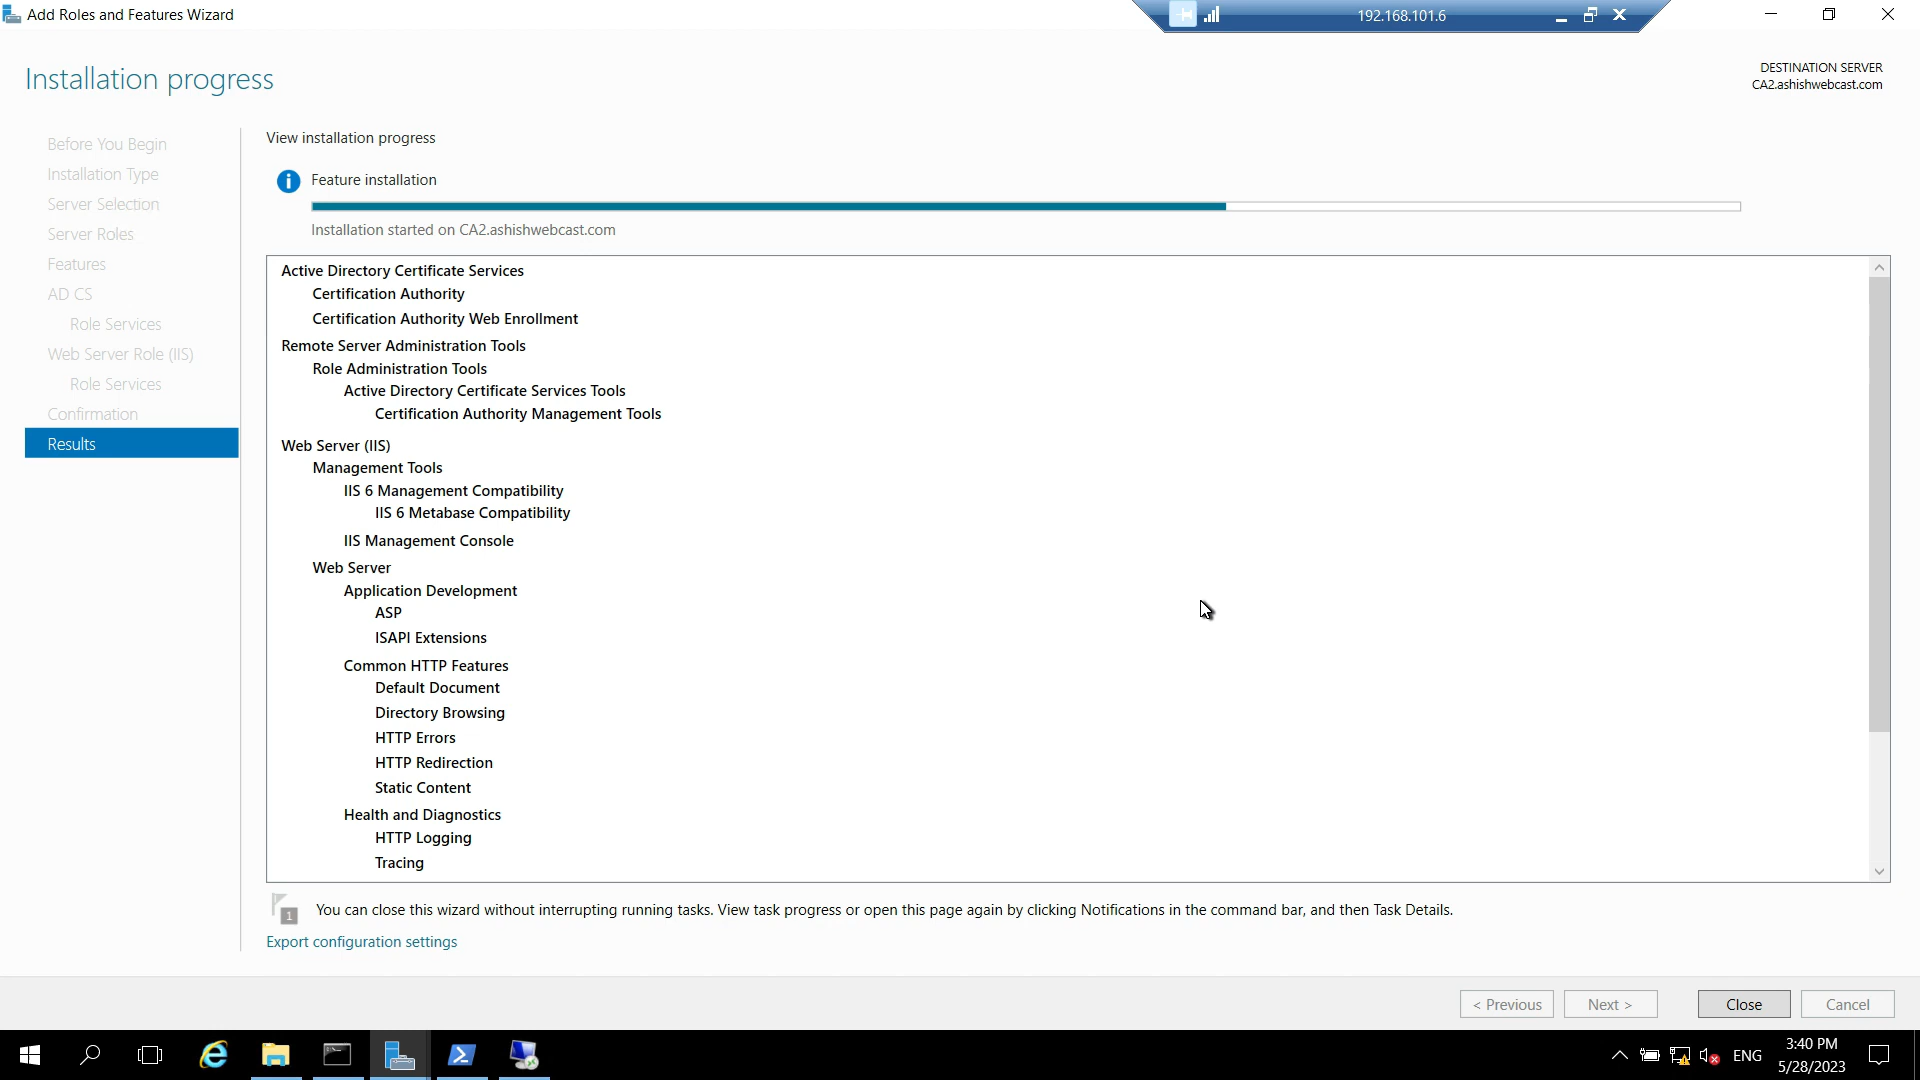 Add Roles and Features Wizard
192.168.101.6
Installation progress
DESTINATION SERVER
CA2.ashishwebcast.com
Before You Begin
Installation Type
Server Selection
Server Roles
Features
AD CS
Role Services
Web Server Role (IIS)
Role Services
Confirmation
Results
View installation progress
Feature installation
Installation started on CA2.ashishwebcast.com
Active Directory Certificate Services
Certification Authority
Certification Authority Web Enrollment
Remote Server Administration Tools
Role Administration Tools
Active Directory Certificate Services Tools
Certification Authority Management Tools
Web Server (IIS)
Management Tools
IIS 6 Management Compatibility
IIS 6 Metabase Compatibility
IIS Management Console
Web Server
Application Development
ASP
ISAPI Extensions
Common HTTP Features
Default Document
Directory Browsing
HTTP Errors
HTTP Redirection
Static Content
Health and Diagnostics
HTTP Logging
Tracing
1
You can close this wizard without interrupting running tasks. View task progress or open this page again by clicking Notifications in the command bar, and then Task Details.
Export configuration settings
< Previous
Next >
Close
Cancel
ENG
3:40 PM
5/28/2023